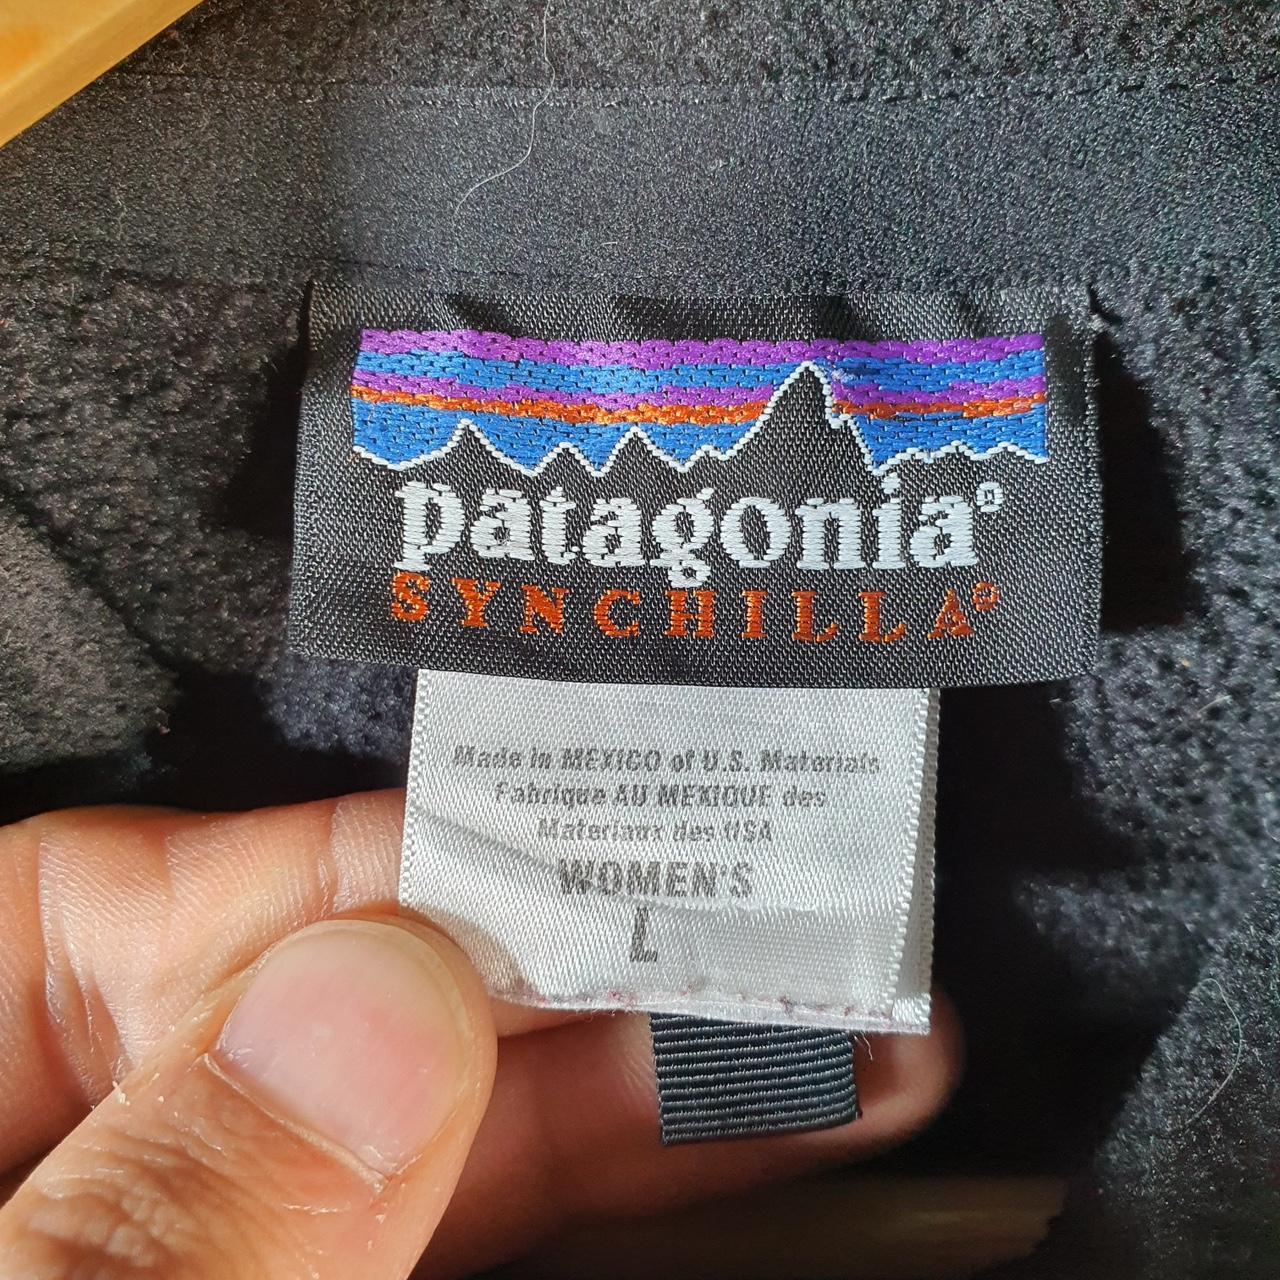 patagonia®
SYNCHILLA®
Made in MEXICO of U.S. Materials
Fabrique AU MEXIQUE des
Materiaux des USA
WOMEN'S
L